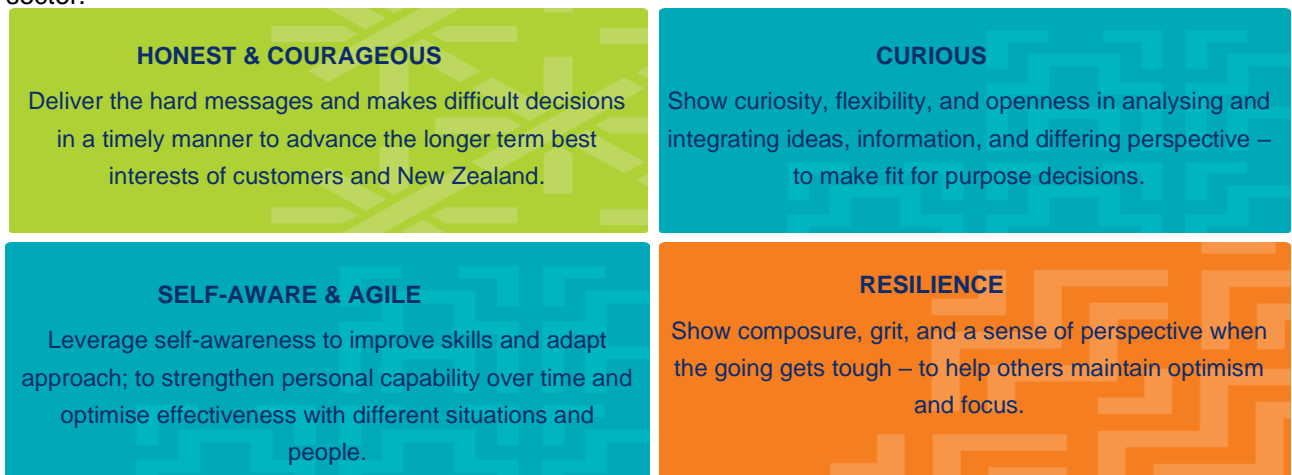 sector.
HONEST & COURAGEOUS
Deliver the hard messages and makes difficult decisions
in a timely manner to advance the longer term best
interests of customers and New Zealand.
CURIOUS
Show curiosity, flexibility, and openness in analysing and
integrating ideas, information, and differing perspective –
to make fit for purpose decisions.
SELF-AWARE & AGILE
Leverage self-awareness to improve skills and adapt
approach; to strengthen personal capability over time and
optimise effectiveness with different situations and
people.
RESILIENCE
Show composure, grit, and a sense of perspective when
the going gets tough – to help others maintain optimism
and focus.